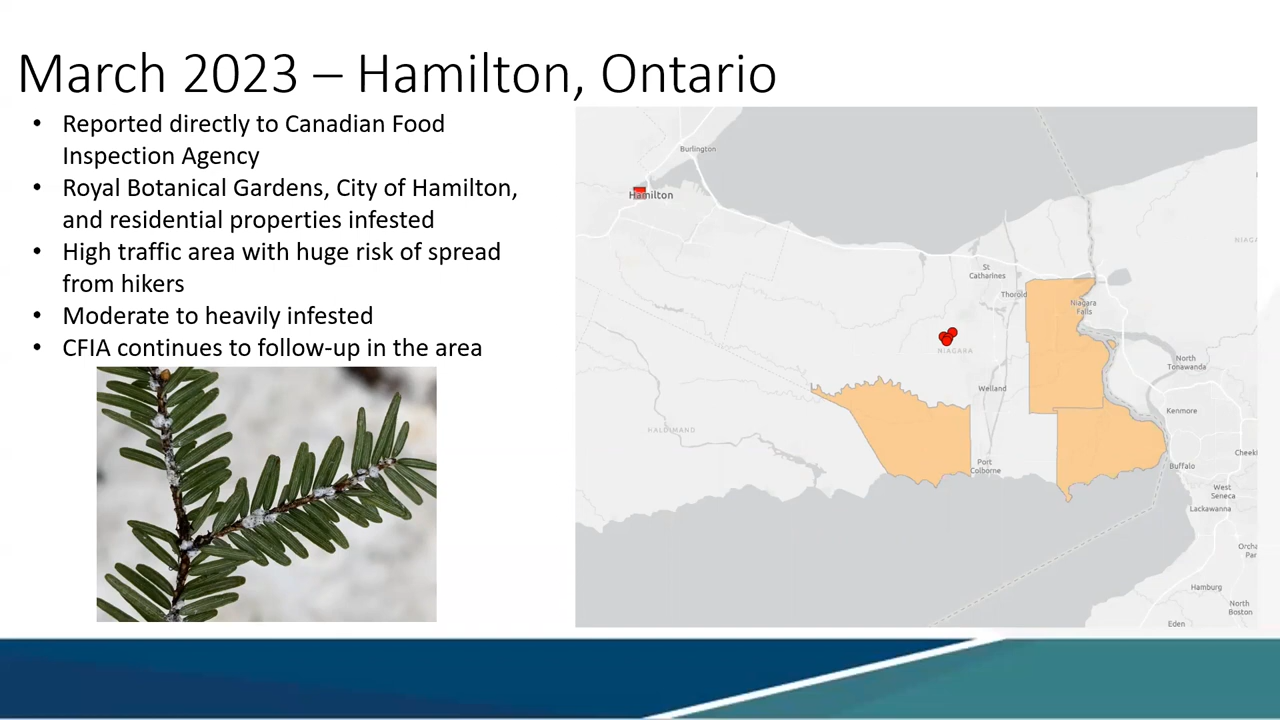 March 2023 – Hamilton, Ontario
• Reported directly to Canadian Food
Inspection Agency
• Royal Botanical Gardens, City of Hamilton,
and residential properties infested
• High traffic area with huge risk of spread
from hikers
• Moderate to heavily infested
• CFIA continues to follow-up in the area
Burlington
Hamilton
NIAGA
St
Catharines
Thorold
Niagara
Falls
NIAGARA
North
Tonawanda
Welland
Kenmore
HALDIMAND
Port
Colborne
Buffalo
Cheekt
West
Seneca
Lackawanna
Orcha
Par
Hamburg
North
Boston
Eden